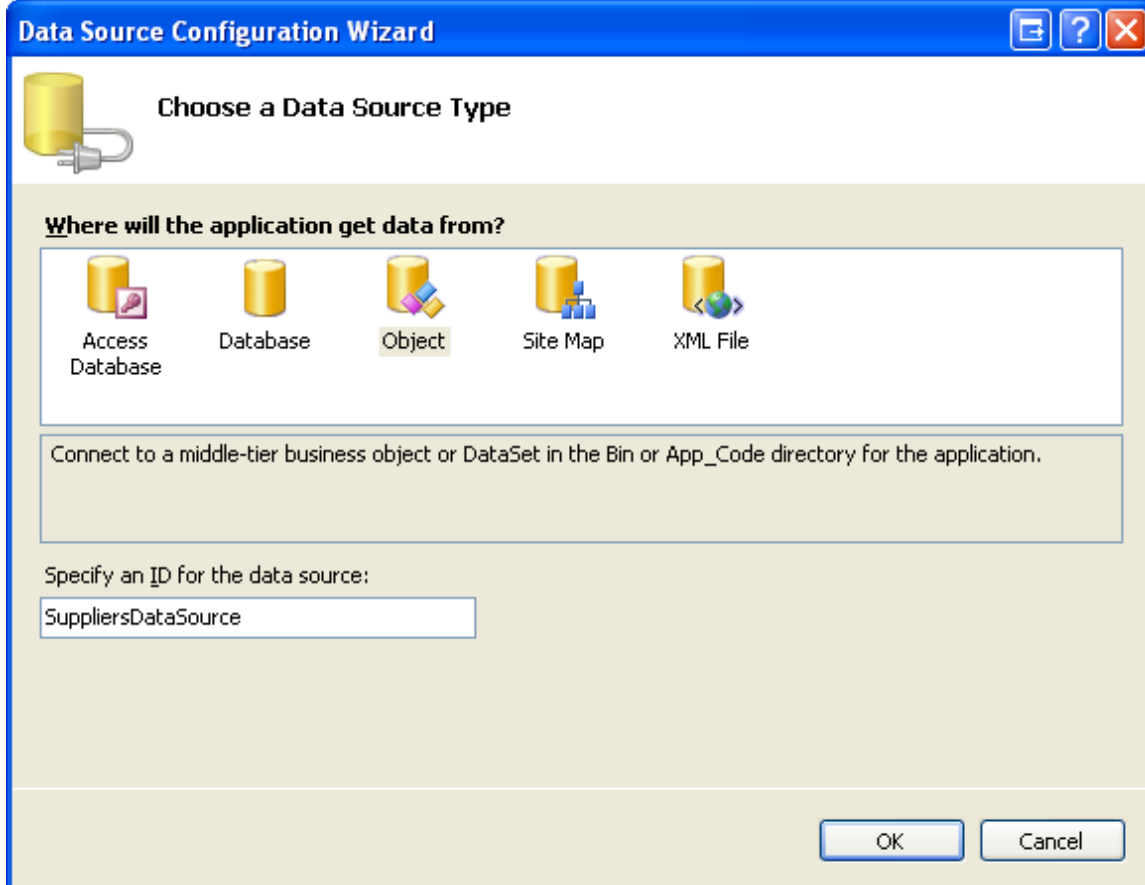 Data Source Configuration Wizard
Choose a Data Source Type
Where will the application get data from?
Access Database
Database
Object
Site Map
XML File
Connect to a middle-tier business object or DataSet in the Bin or App_Code directory for the application.
Specify an ID for the data source:
SuppliersDataSource
OK
Cancel